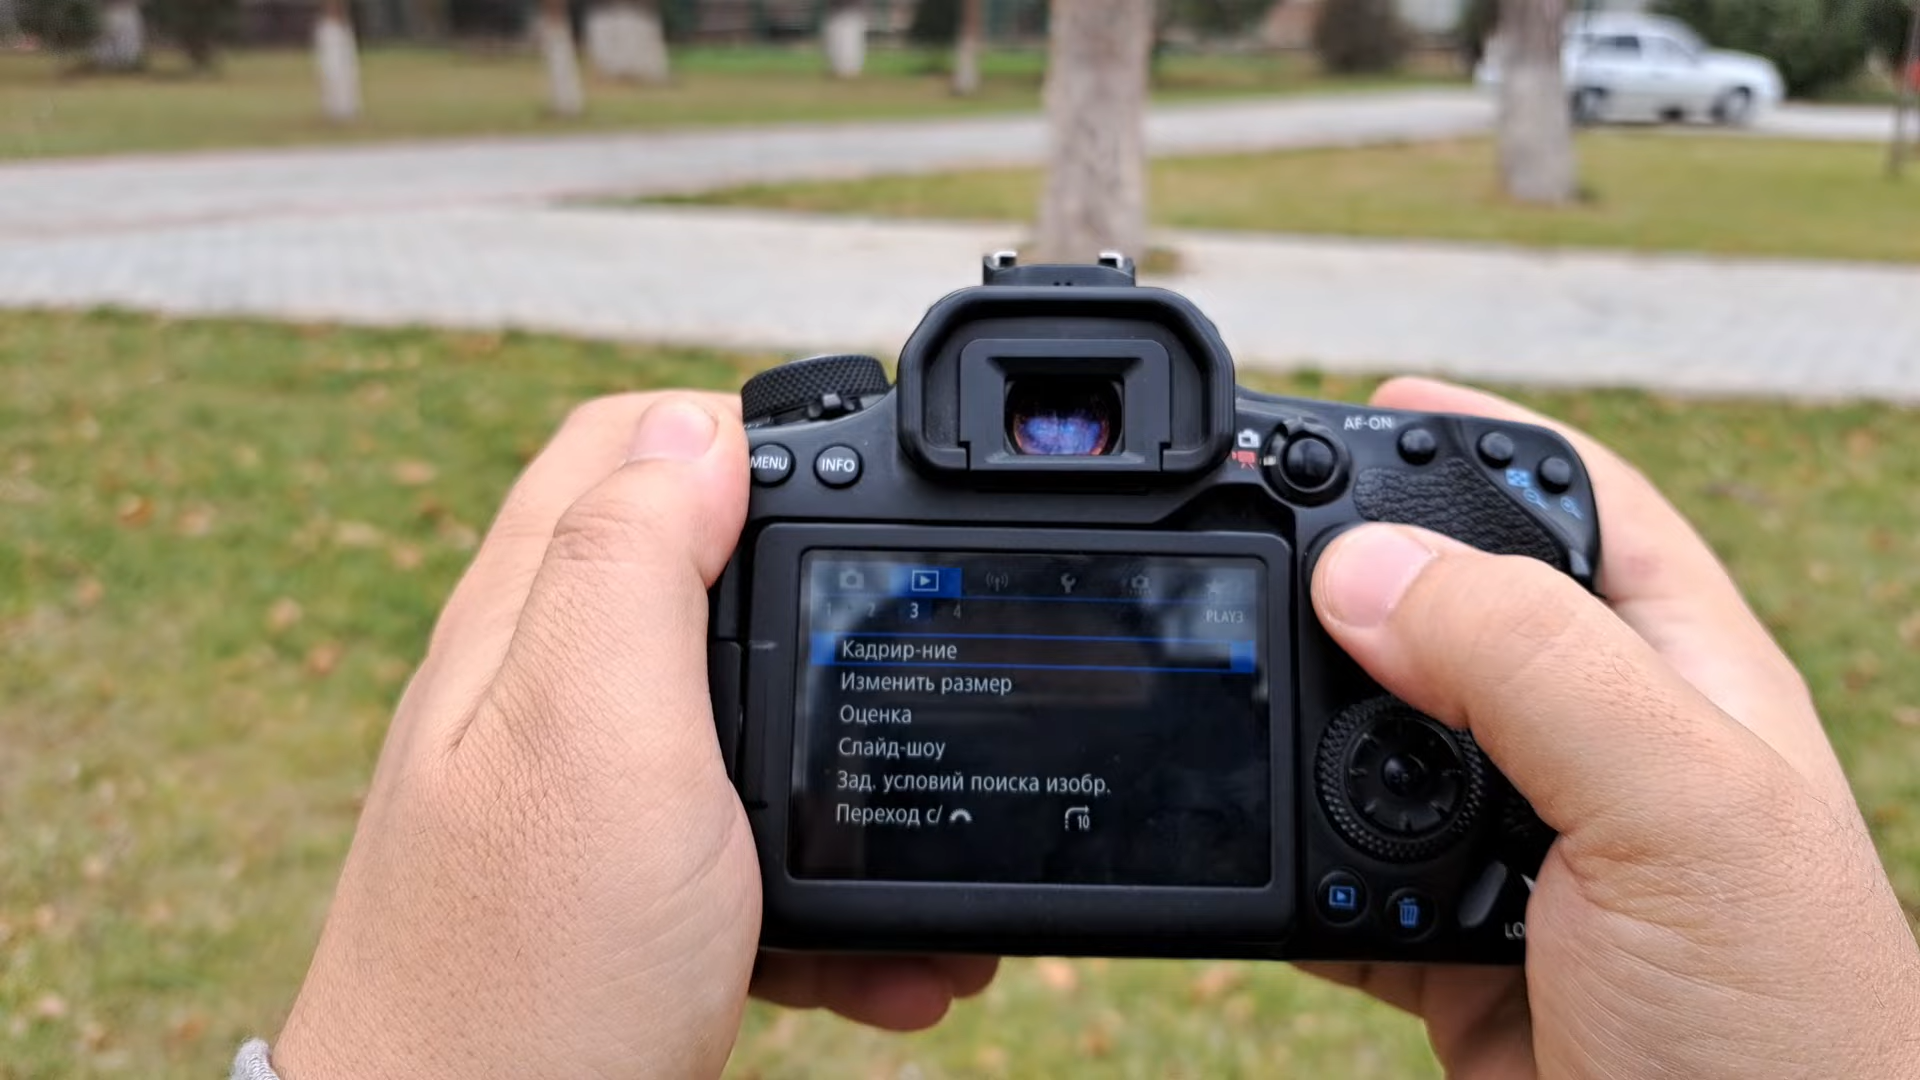 AF-ON
MENU
INFO
1 2 3 4
PLAY3
Кадрир-ние
Изменить размер
Оценка
Слайд-шоу
Зад. условий поиска изобр.
Переход с/
10